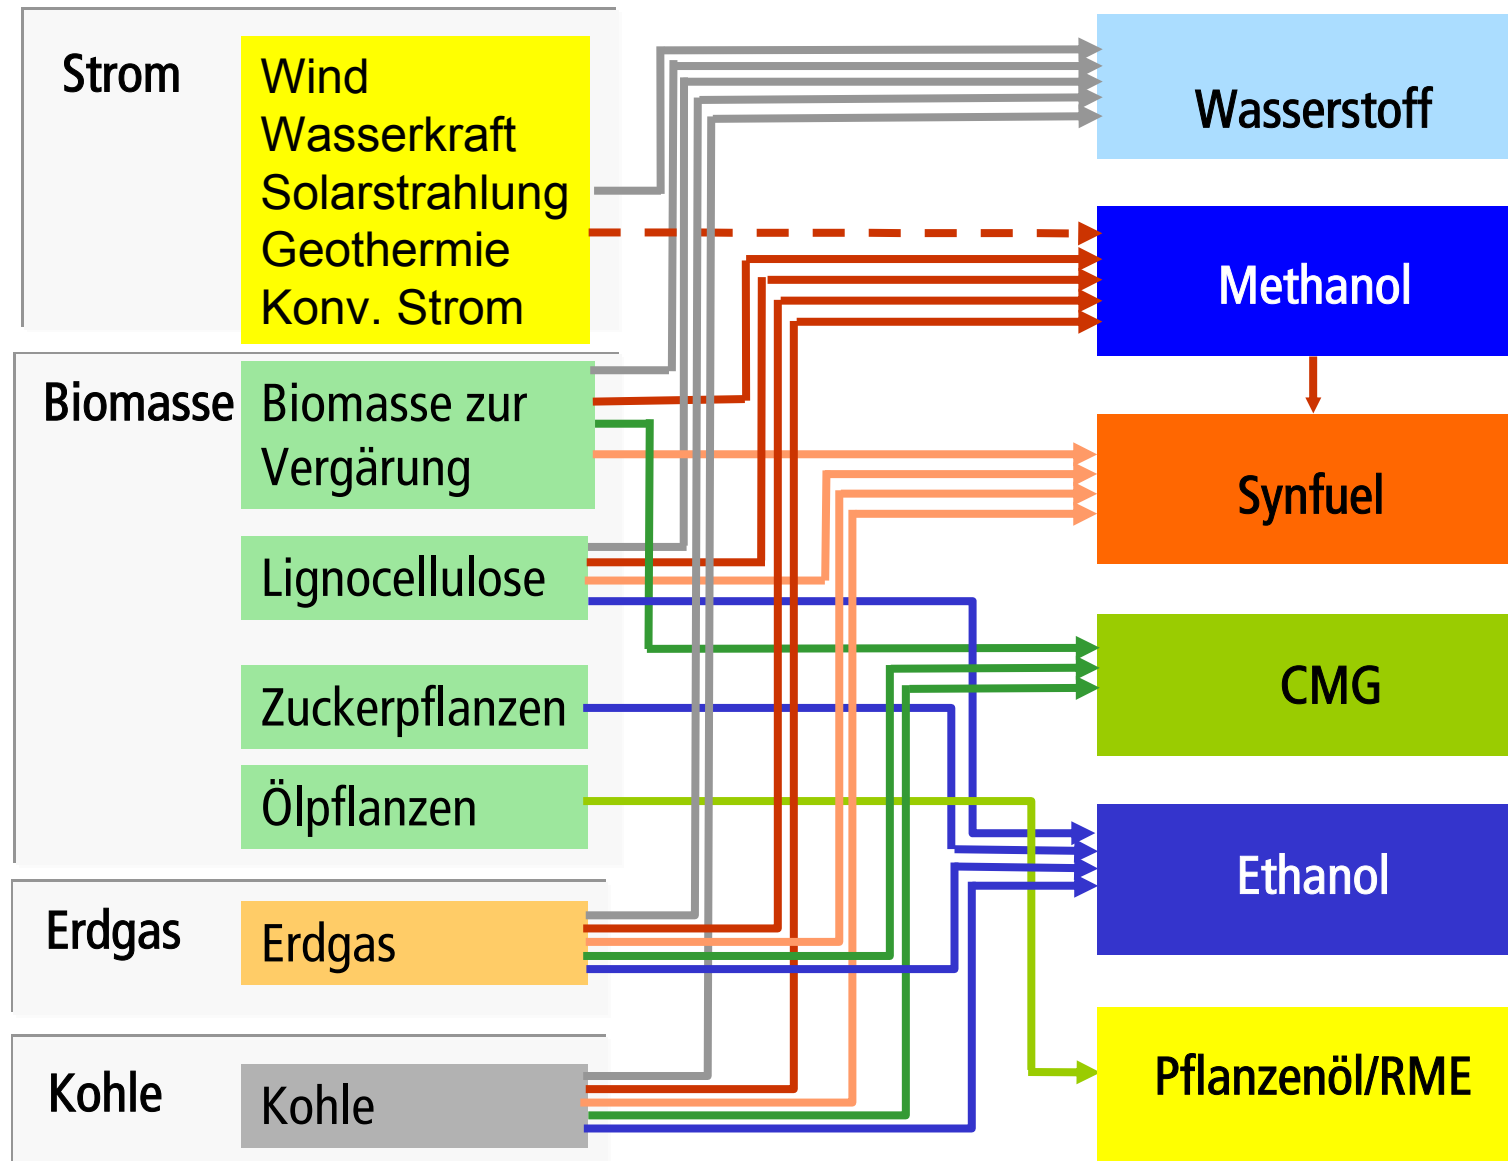 Strom
Wind
Wasserkraft
Solarstrahlung
Geothermie
Konv. Strom
Biomasse
Biomasse zur
Vergärung
Lignocellulose
Zuckerpflanzen
Ölpflanzen
Erdgas
Erdgas
Kohle
Kohle
Wasserstoff
Methanol
Synfuel
CMG
Ethanol
Pflanzenöl/RME